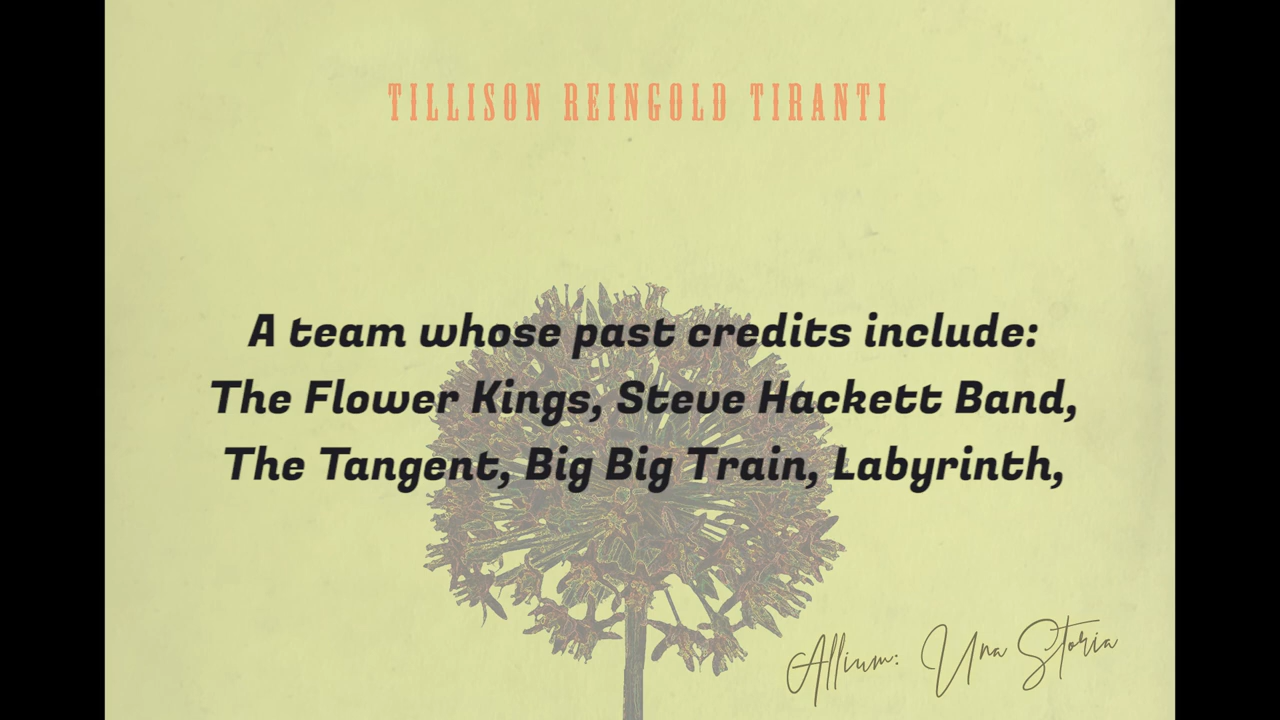 TILLISON REINGOLD TIRANTI
A team whose past credits include:
The Flower Kings, Steve Hackett Band,
The Tangent, Big Big Train, Labyrinth,
Allium: Una Storia